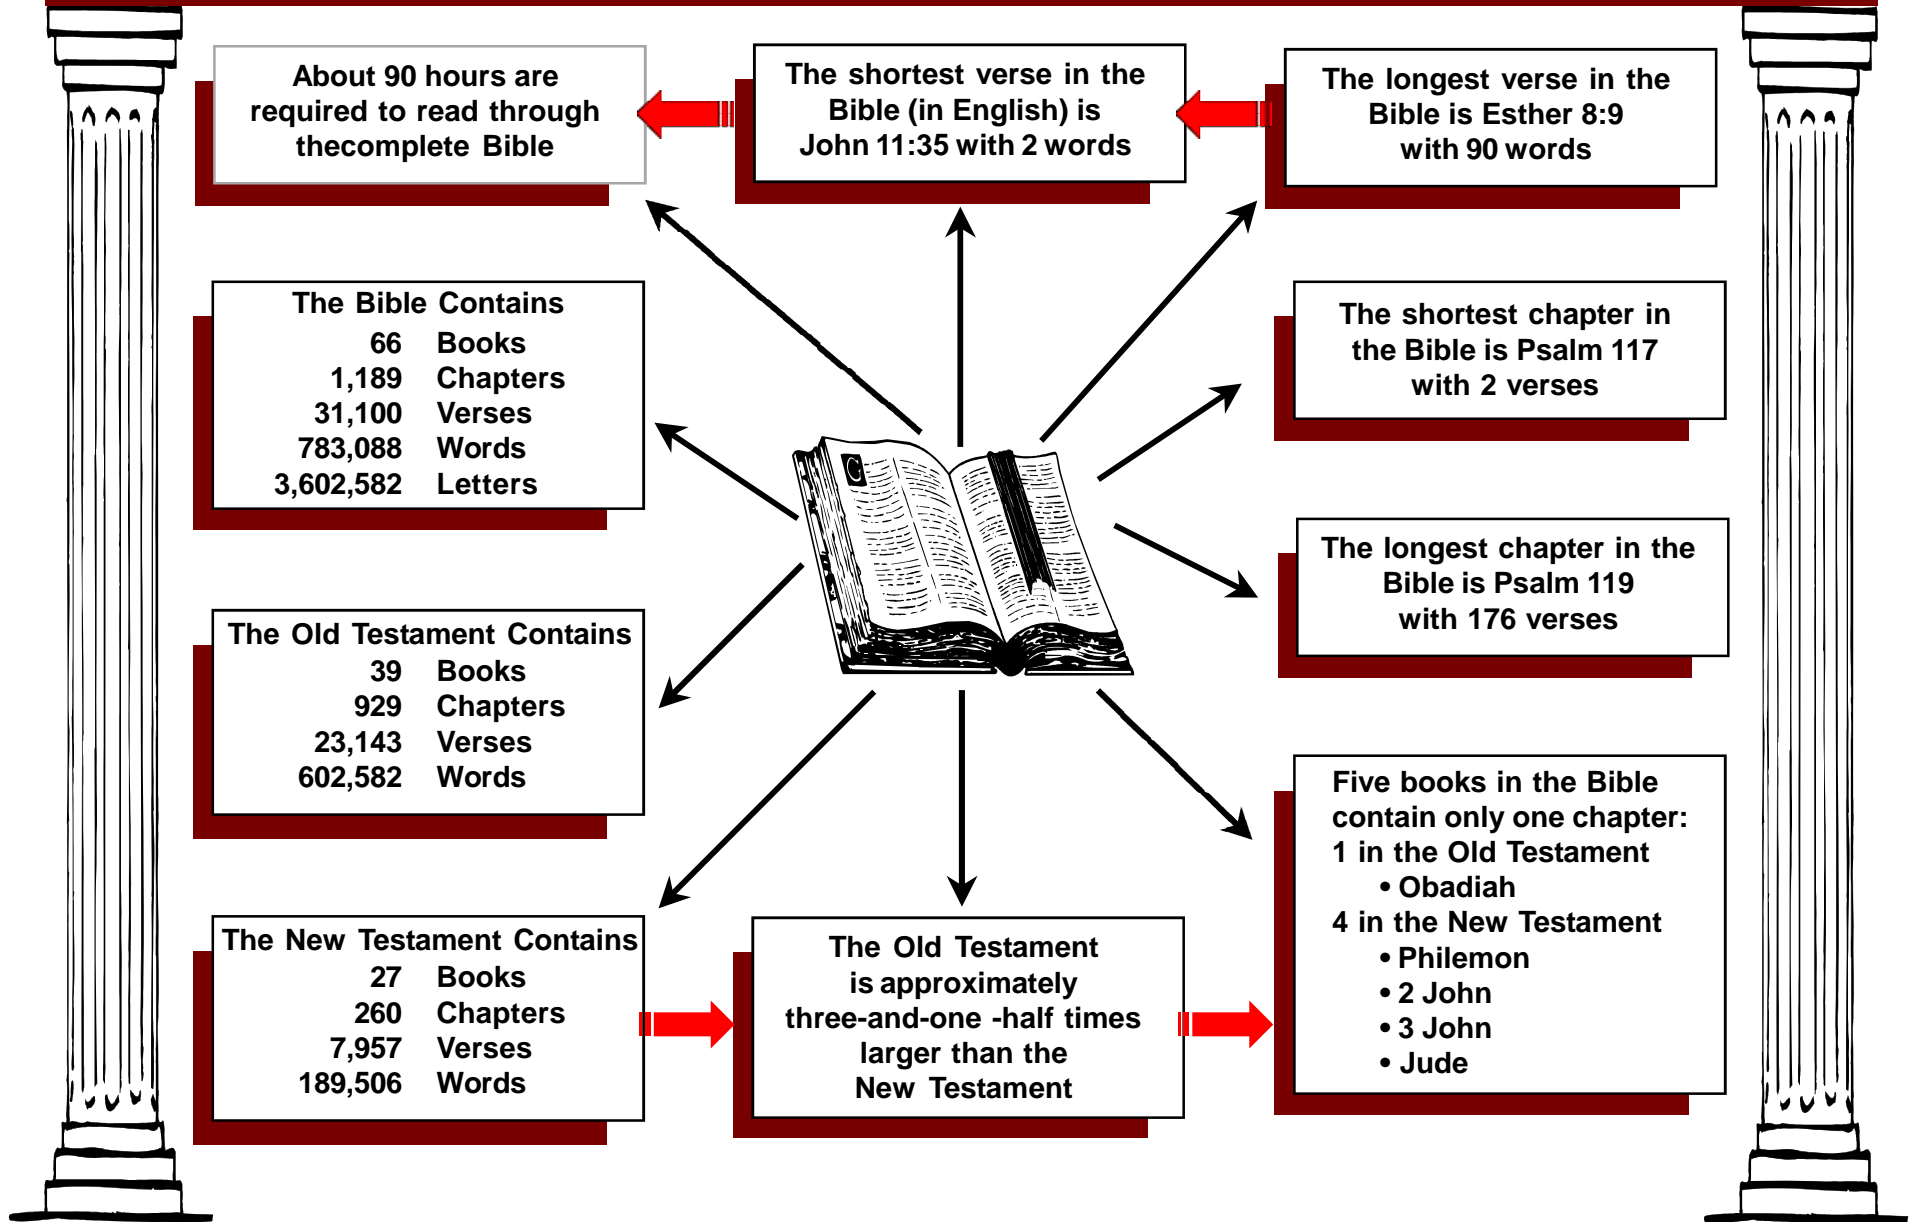 About 90 hours are
required to read through
thecomplete Bible
The shortest verse in the
Bible (in English) is
John 11:35 with 2 words
The longest verse in the
Bible is Esther 8:9
with 90 words
The Bible Contains
66 Books
1,189 Chapters
31,100 Verses
783,088 Words
3,602,582 Letters
The shortest chapter in
the Bible is Psalm 117
with 2 verses
The longest chapter in the
Bible is Psalm 119
with 176 verses
The Old Testament Contains
39 Books
929 Chapters
23,143 Verses
602,582 Words
The New Testament Contains
27 Books
260 Chapters
7,957 Verses
189,506 Words
The Old Testament
is approximately
three-and-one -half times
larger than the
New Testament
Five books in the Bible
contain only one chapter:
1 in the Old Testament
• Obadiah
4 in the New Testament
• Philemon
• 2 John
• 3 John
• Jude